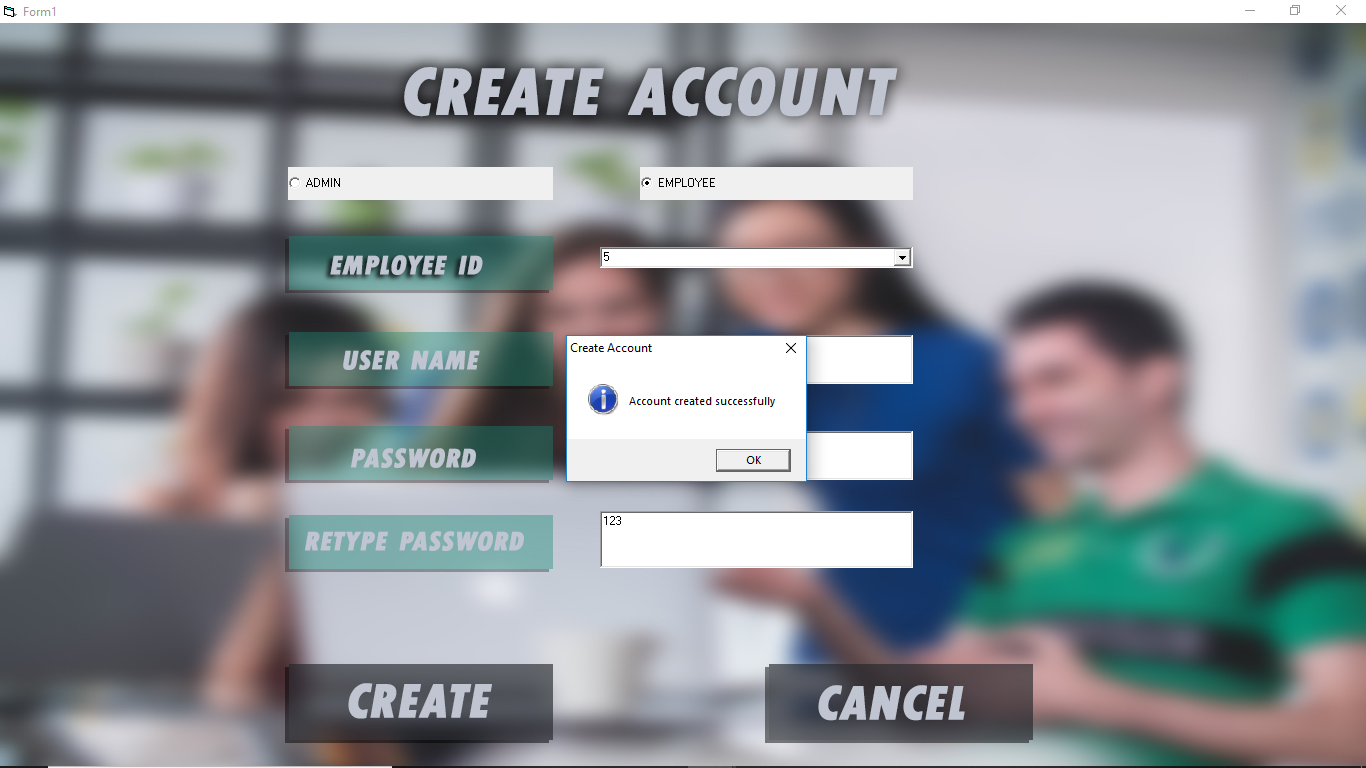 Form1
CREATE ACCOUNT
ADMIN
EMPLOYEE
EMPLOYEE ID
5
USER NAME
Create Account
Account created successfully
OK
PASSWORD
RETYPE PASSWORD
123
CREATE
CANCEL